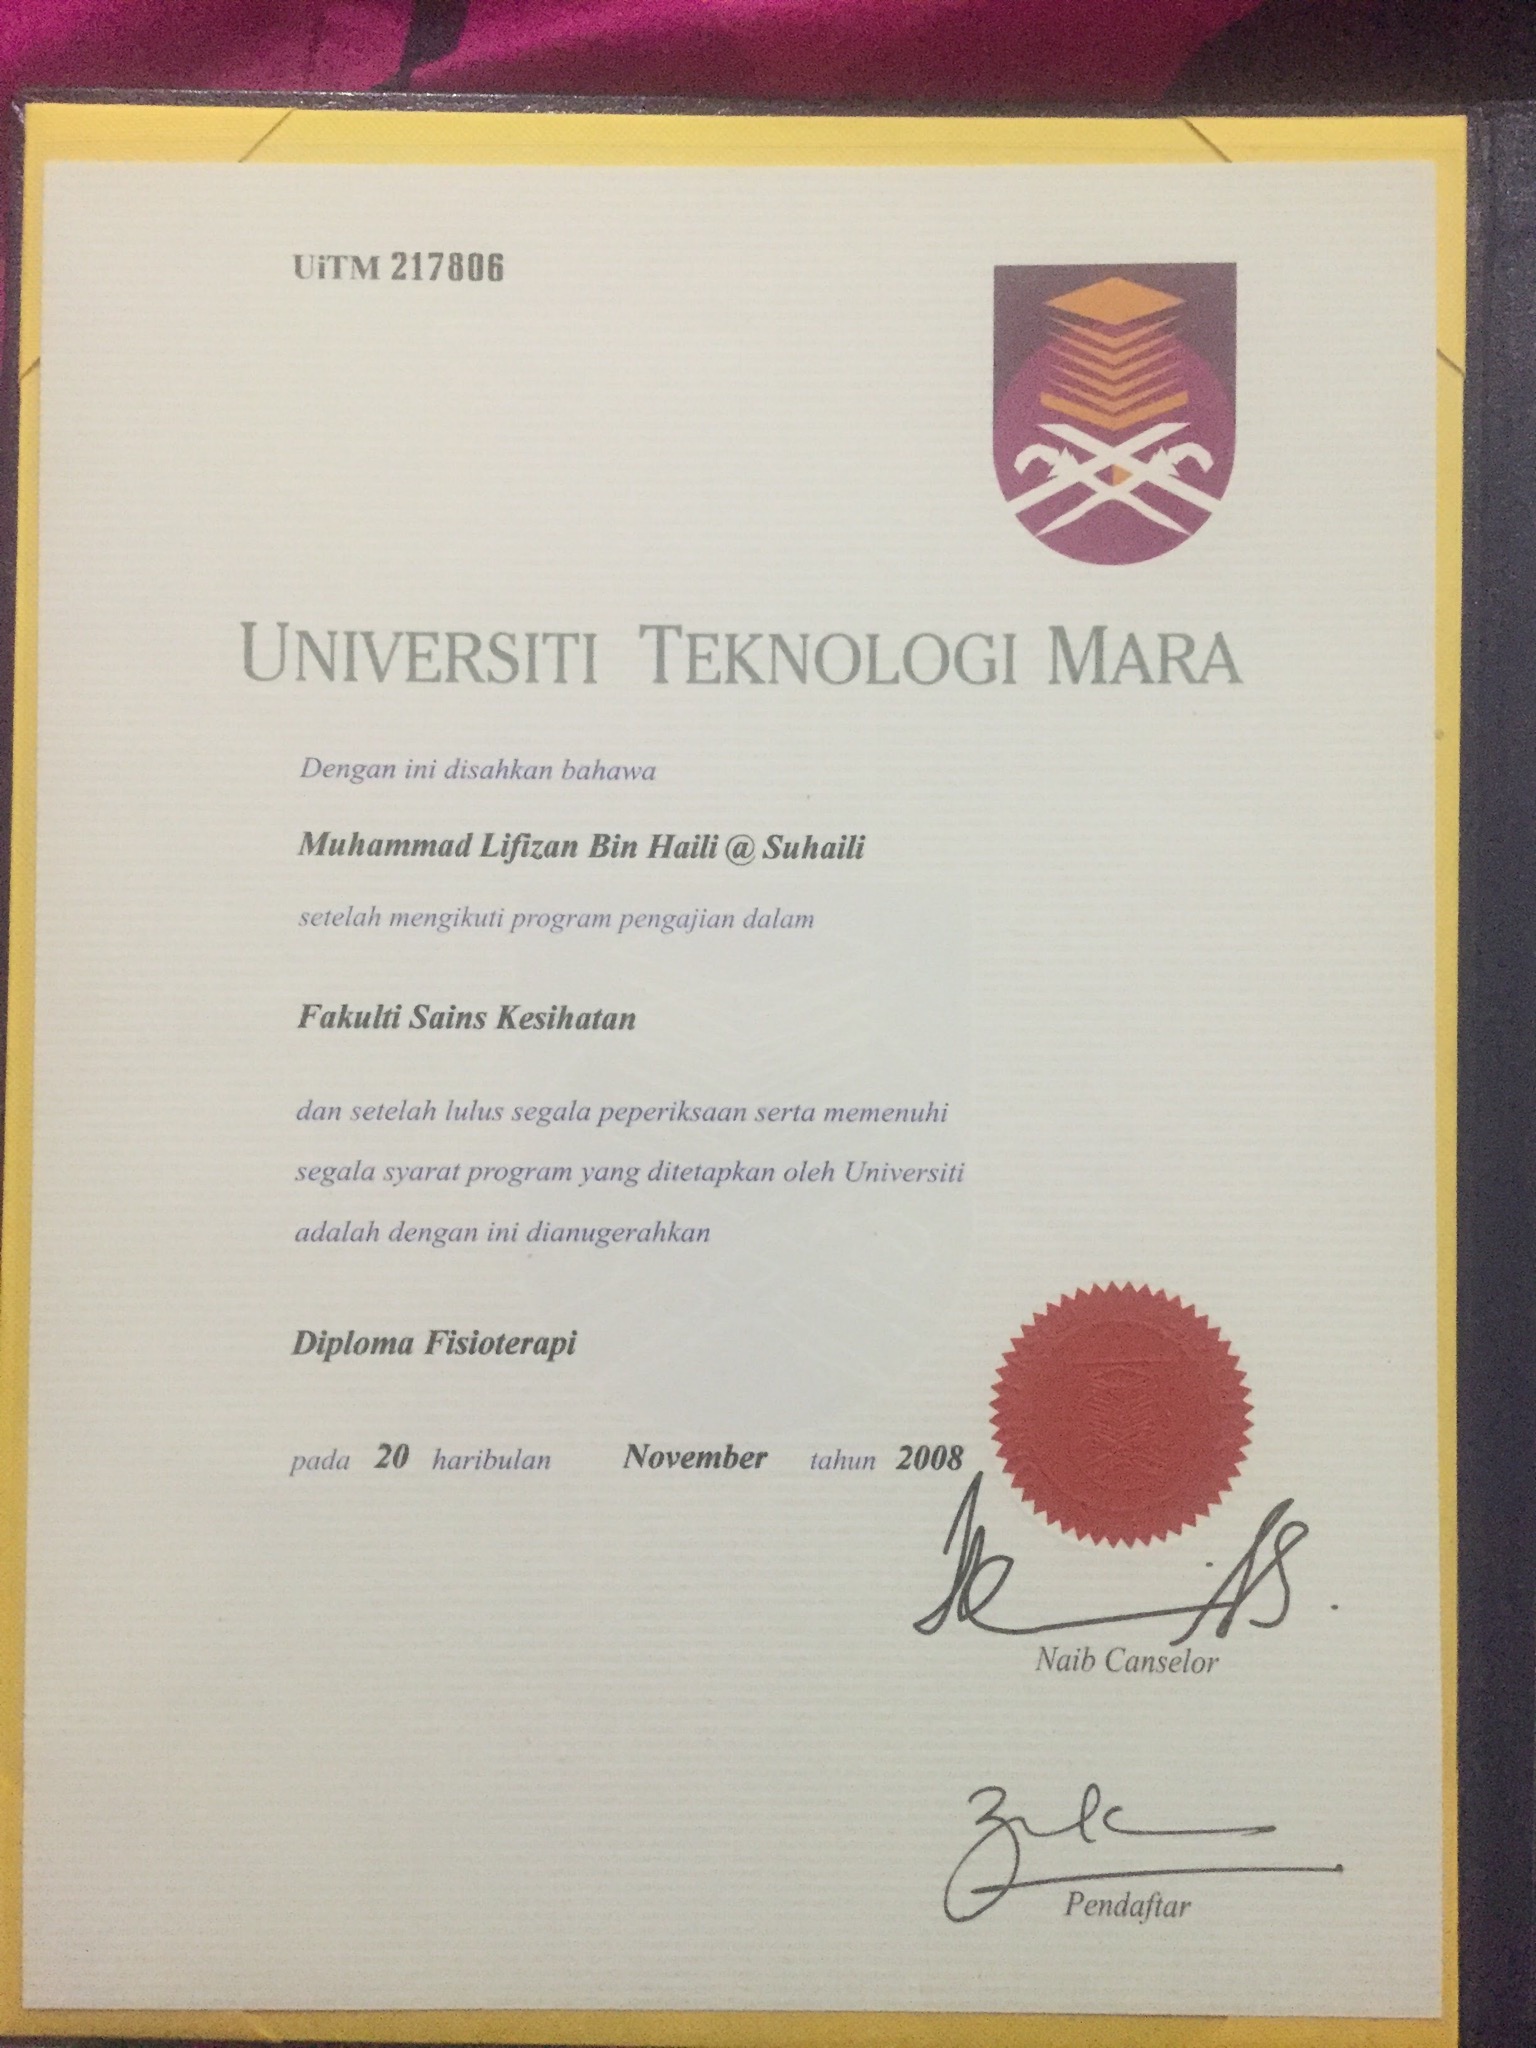 UiTM 217806
UNIVERSITI TEKNOLOGI MARA
Dengan ini disahkan bahawa
Muhammad Lifizan Bin Haili @ Suhaili
setelah mengikuti program pengajian dalam
Fakulti Sains Kesihatan
dan setelah lulus segala peperiksaan serta memenuhi
segala syarat program yang ditetapkan oleh Universiti
adalah dengan ini dianugerahkan
Diploma Fisioterapi
pada 20 haribulan November tahun 2008
Naib Canselor
Pendaftar